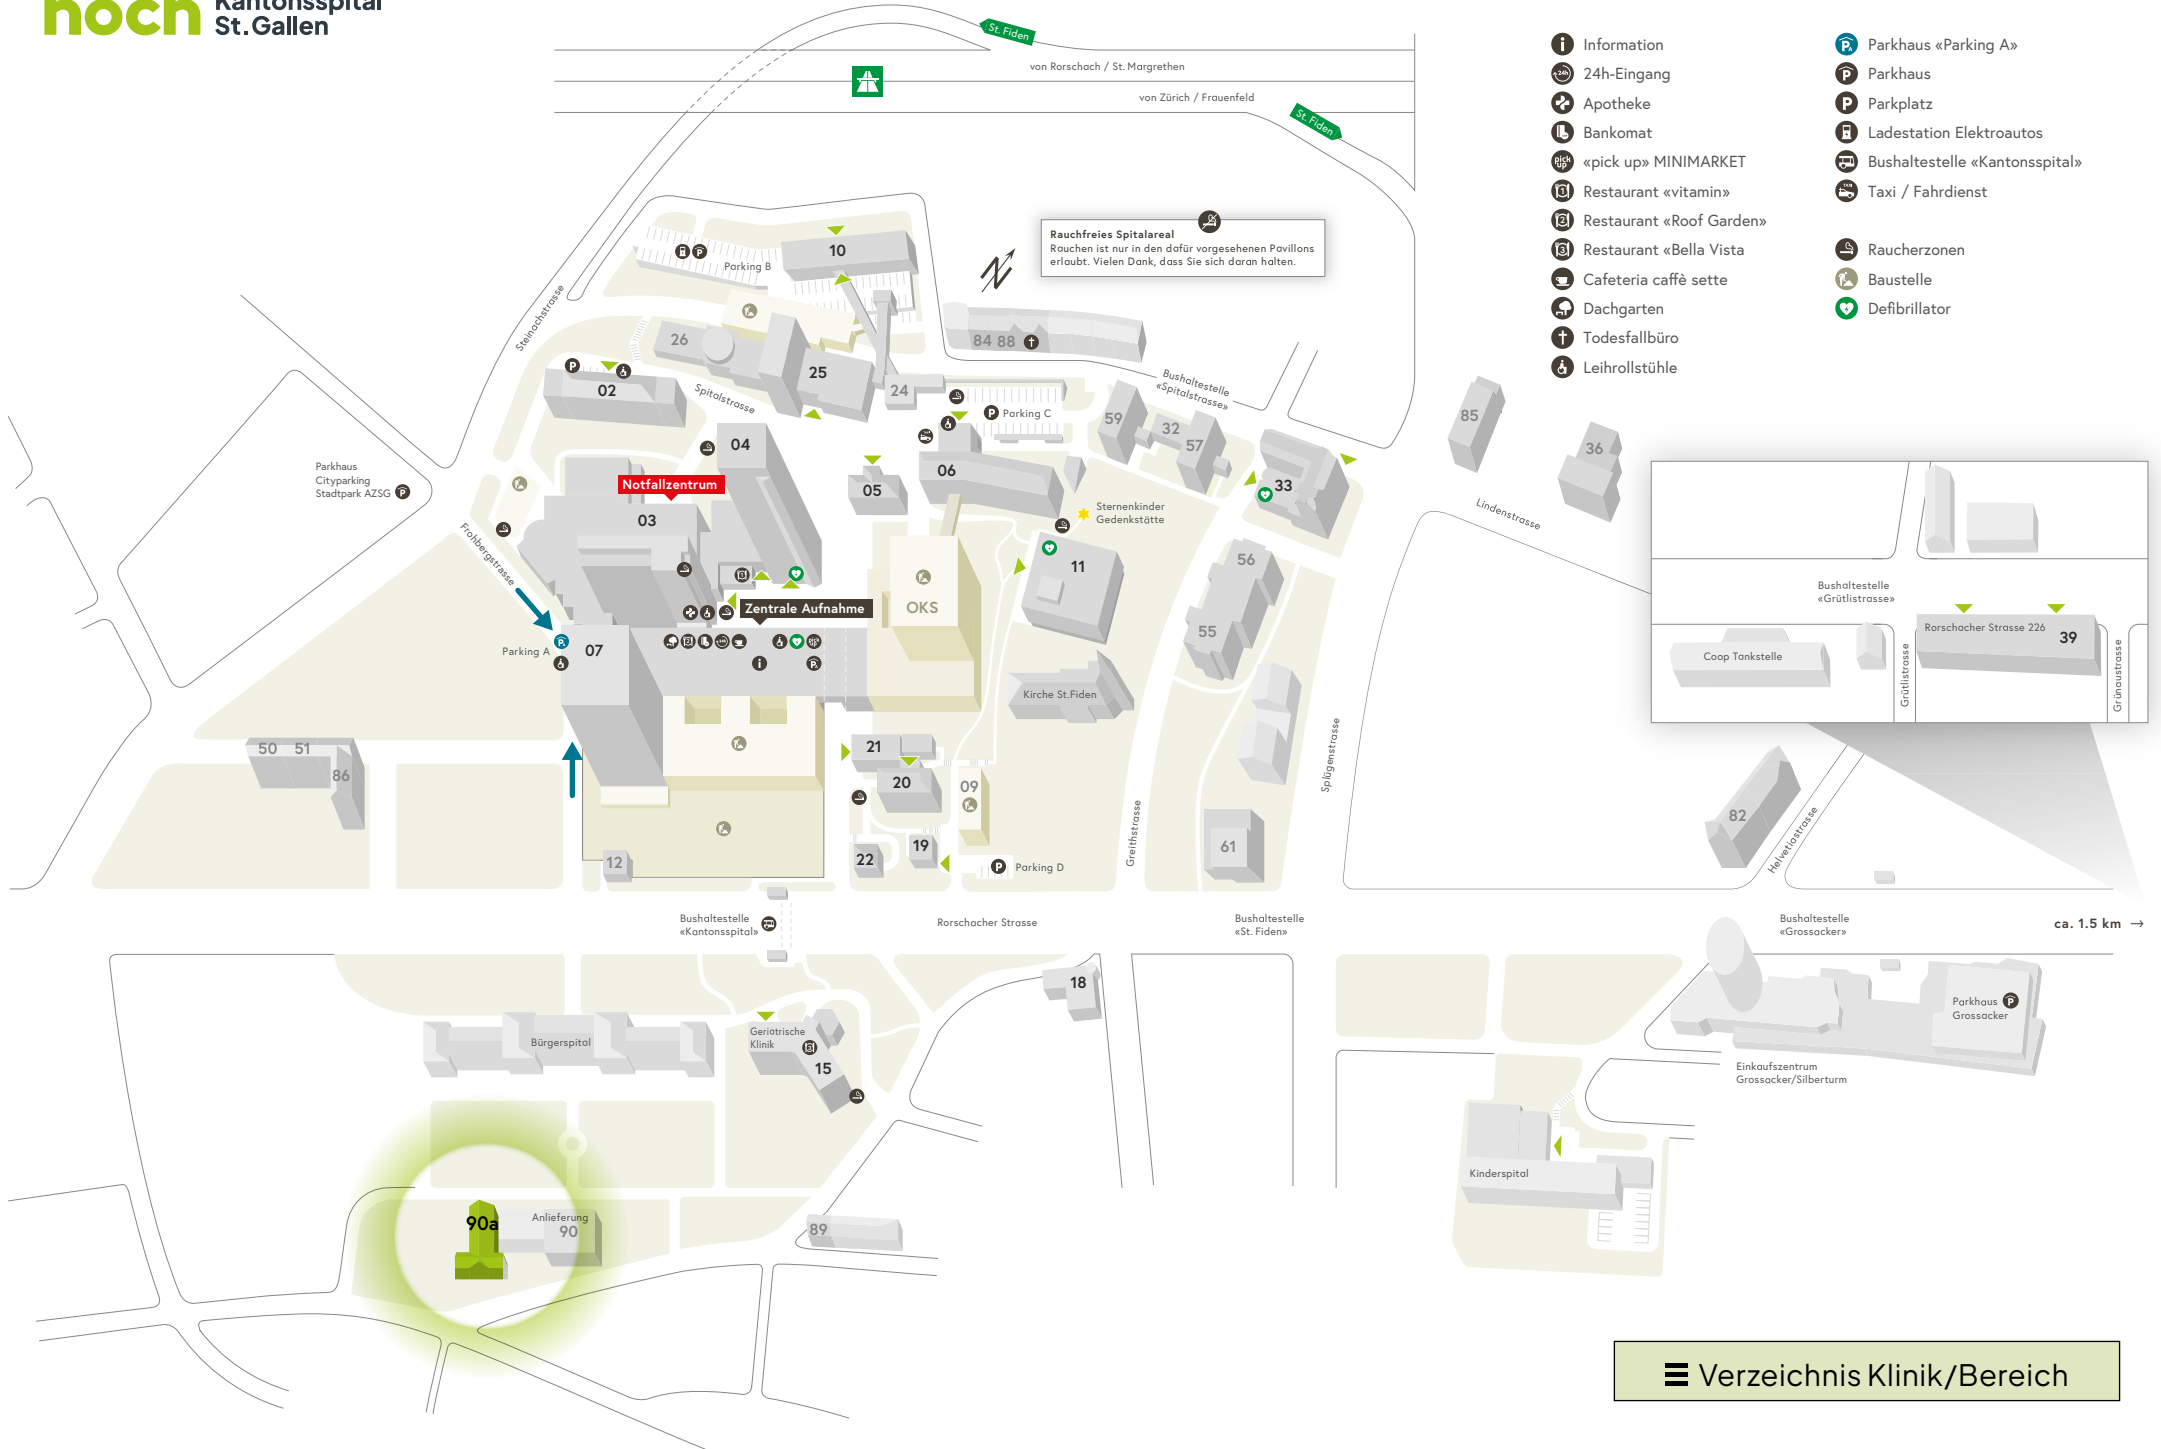 noch Kantonsspital
St.Gallen
St. Fiden
von Rorschach / St. Margrethen
von Zürich / Frauenfeld
St. Fiden
Information
24h-Eingang
Apotheke
Bankomat
«pick up» MINIMARKET
Restaurant «vitamin»
Restaurant «Roof Garden»
Restaurant «Bella Vista
Cafeteria caffè sette
Dachgarten
Todesfallbüro
Leihrollstühle
Parkhaus «Parking A»
Parkhaus
Parkplatz
Ladestation Elektroautos
Bushaltestelle «Kantonsspital»
Taxi / Fahrdienst
Raucherzonen
Baustelle
Defibrillator
Rauchfreies Spitalareal
Rauchen ist nur in den dafür vorgesehenen Pavillons
erlaubt. Vielen Dank, dass Sie sich daran halten.
N
10
Parking B
Steinachstrasse
26
84 88
25
24
02
Spitalstrasse
Bushaltestelle
«Spitalstrasse»
Parking C
59
32
57
85
36
04
06
05
33
Parkhaus
Cityparking
Stadtpark AZSG
Notfallzentrum
03
Sternenkinder
Gedenkstätte
Lindenstrasse
Frohbergstrasse
11
56
OKS
Zentrale Aufnahme
55
07
Parking A
Kirche St.Fiden
Bushaltestelle
«Grütlistrasse»
Rorschacher Strasse 226
39
Coop Tankstelle
Grütlistrasse
Grünaustrasse
50 51
86
21
20
09
Splügenstrasse
Greithstrasse
82
Helvetiastrasse
12
22
19
61
Parking D
Bushaltestelle
«Kantonsspital»
Rorschacher Strasse
Bushaltestelle
«St. Fiden»
Bushaltestelle
«Grossacker»
ca. 1.5 km →
18
Parkhaus
Grossacker
Geriatrische
Klinik
Bürgerspital
15
Einkaufszentrum
Grossacker/Silberturm
Kinderspital
90a
Anlieferung
90
89
Verzeichnis Klinik/Bereich